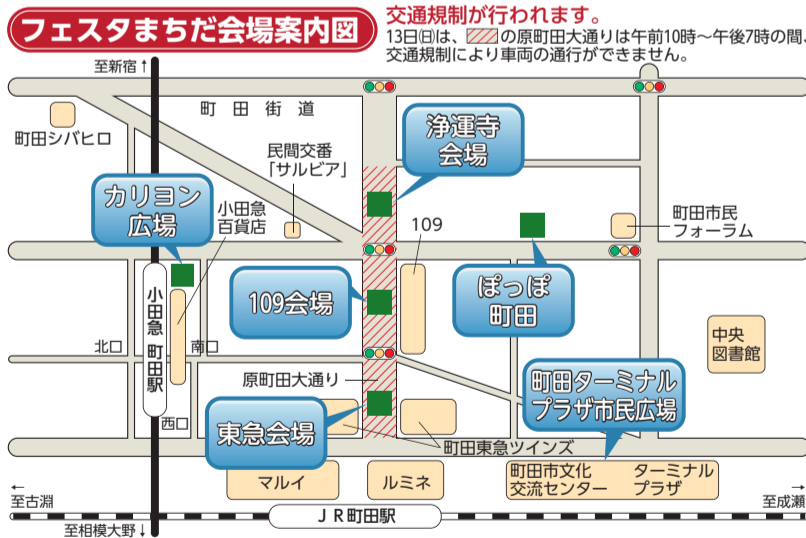 フェスタまちだ会場案内図
交通規制が行われます。
13日㈰は、の原町田大通りは午前10時～午後7時の間、
交通規制により車両の通行ができません。
至新宿↑
町田街道
町田シバヒロ
民間交番
「サルビア」
浄運寺
会場
カリヨン
広場
小田急
百貨店
109
町田市民
フォーラム
109会場
ぽっぽ
町田
小田急 町田駅
北口
南口
西口
中央
図書館
原町田大通り
町田ターミナル
プラザ市民広場
東急会場
町田東急ツインズ
マルイ
ルミネ
町田市文化
交流センター
ターミナル
プラザ
←
至古淵
→
至成瀬
JR町田駅
至相模大野↓